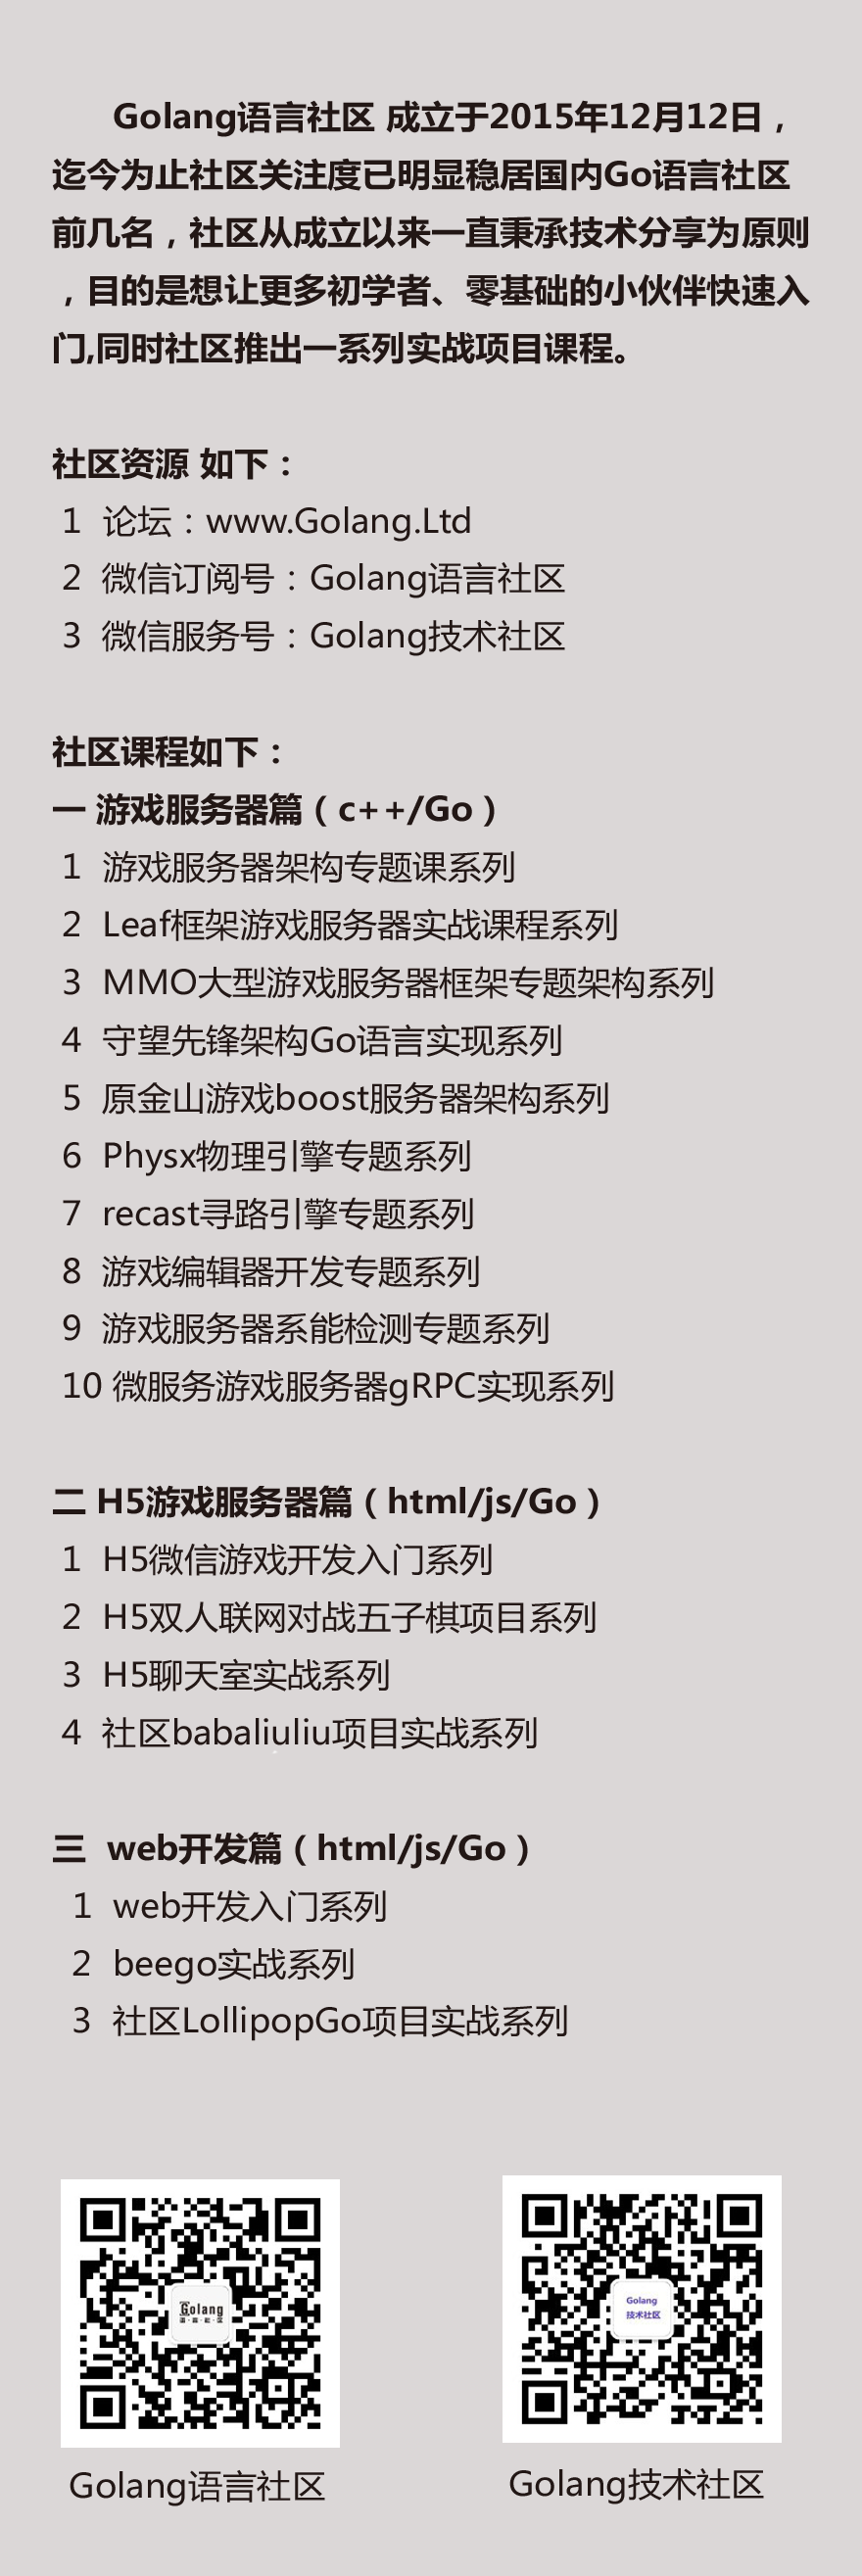 Golang语言社区 成立于2015年12月12日，
迄今为止社区关注度已明显稳居国内Go语言社区
前几名，社区从成立以来一直秉承技术分享为原则
，目的是想让更多初学者、零基础的小伙伴快速入
门,同时社区推出一系列实战项目课程。
社区资源 如下：
1 论坛：www.Golang.Ltd
2 微信订阅号：Golang语言社区
3 微信服务号：Golang技术社区
社区课程如下：
一 游戏服务器篇（c++/Go）
1 游戏服务器架构专题课系列
2 Leaf框架游戏服务器实战课程系列
3 MMO大型游戏服务器框架专题架构系列
4 守望先锋架构Go语言实现系列
5 原金山游戏boost服务器架构系列
6 Physx物理引擎专题系列
7 recast寻路引擎专题系列
8 游戏编辑器开发专题系列
9 游戏服务器系能检测专题系列
10 微服务游戏服务器gRPC实现系列
二 H5游戏服务器篇（html/js/Go）
1 H5微信游戏开发入门系列
2 H5双人联网对战五子棋项目系列
3 H5聊天室实战系列
4 社区babaliuliu项目实战系列
三 web开发篇（html/js/Go）
1 web开发入门系列
2 beego实战系列
3 社区LollipopGo项目实战系列
Golang
Golang
技术社区
Golang语言社区
Golang技术社区